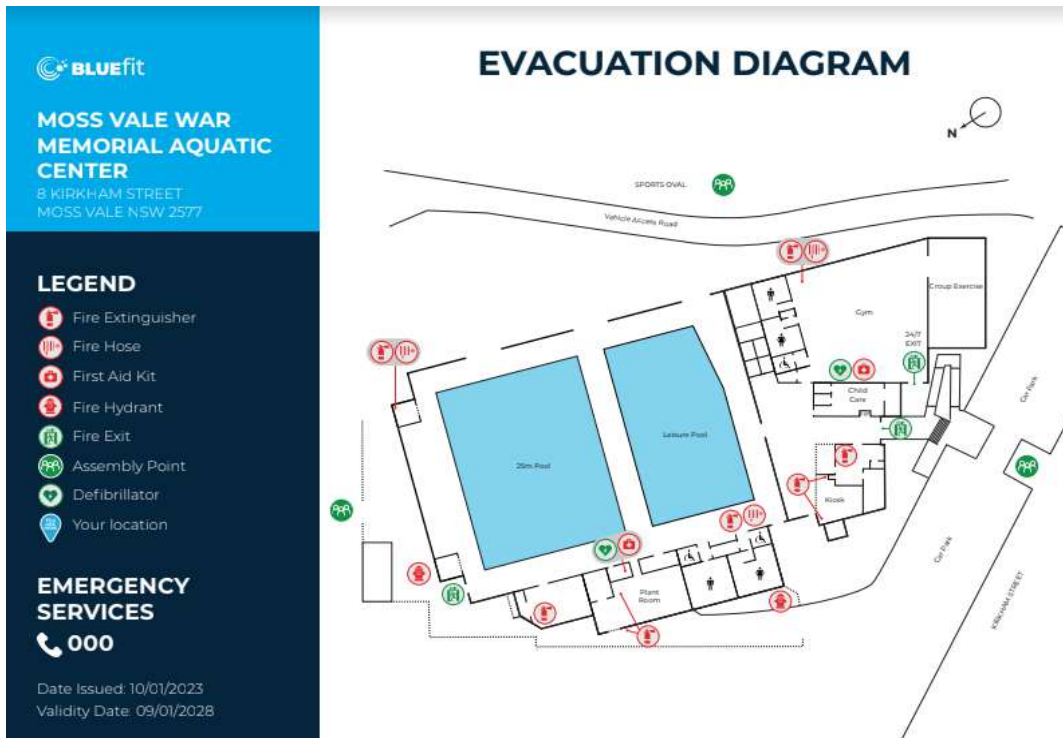 BLUEfit
MOSS VALE WAR
MEMORIAL AQUATIC
CENTER
8 KIRKHAM STREET
MOSS VALE NSW 2577
LEGEND
Fire Extinguisher
Fire Hose
First Aid Kit
Fire Hydrant
Fire Exit
Assembly Point
Defibrillator
Your location
EMERGENCY
SERVICES
000
Date Issued: 10/01/2023
Validity Date: 09/01/2028
EVACUATION DIAGRAM
N
SPORTS OVAL
Vehicle Access Road
Group Exercise
Gym
24/7
EXIT
Child
Care
Car Park
Leisure Pool
25m Pool
Kiosk
Plant
Room
Car Park
KIRKHAM STREET